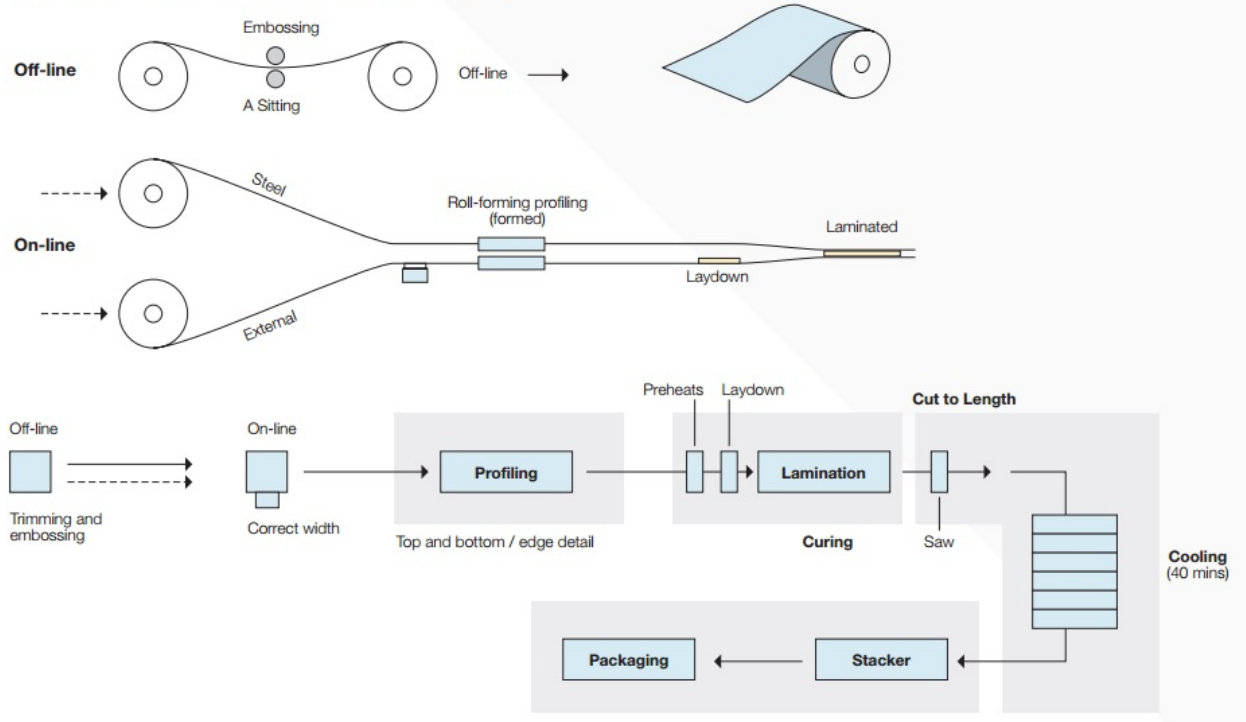 Embossing
Off-line
Off-line
A Sitting
Steel
Roll-forming profiling
(formed)
Laminated
On-line
Laydown
External
Preheats
Laydown
Cut to Length
Off-line
On-line
Profiling
Lamination
Trimming and
embossing
Correct width
Top and bottom / edge detail
Curing
Saw
Cooling
(40 mins)
Packaging
Stacker